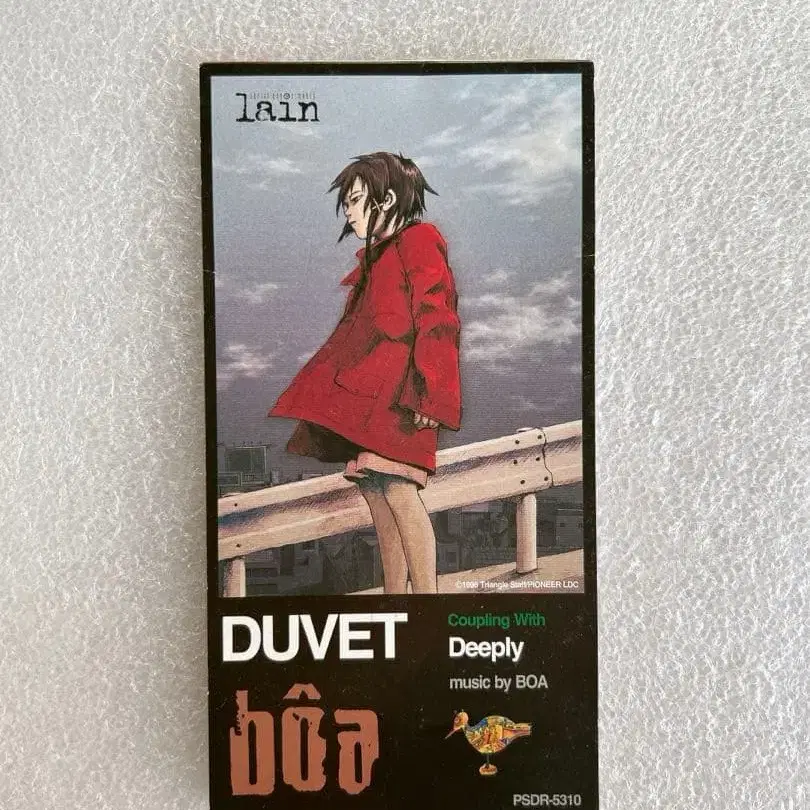 lain
©1998 Triangle Staff/PIONEER LDC
DUVET
Coupling With
Deeply
music by BOA
bôa
PSDR-5310